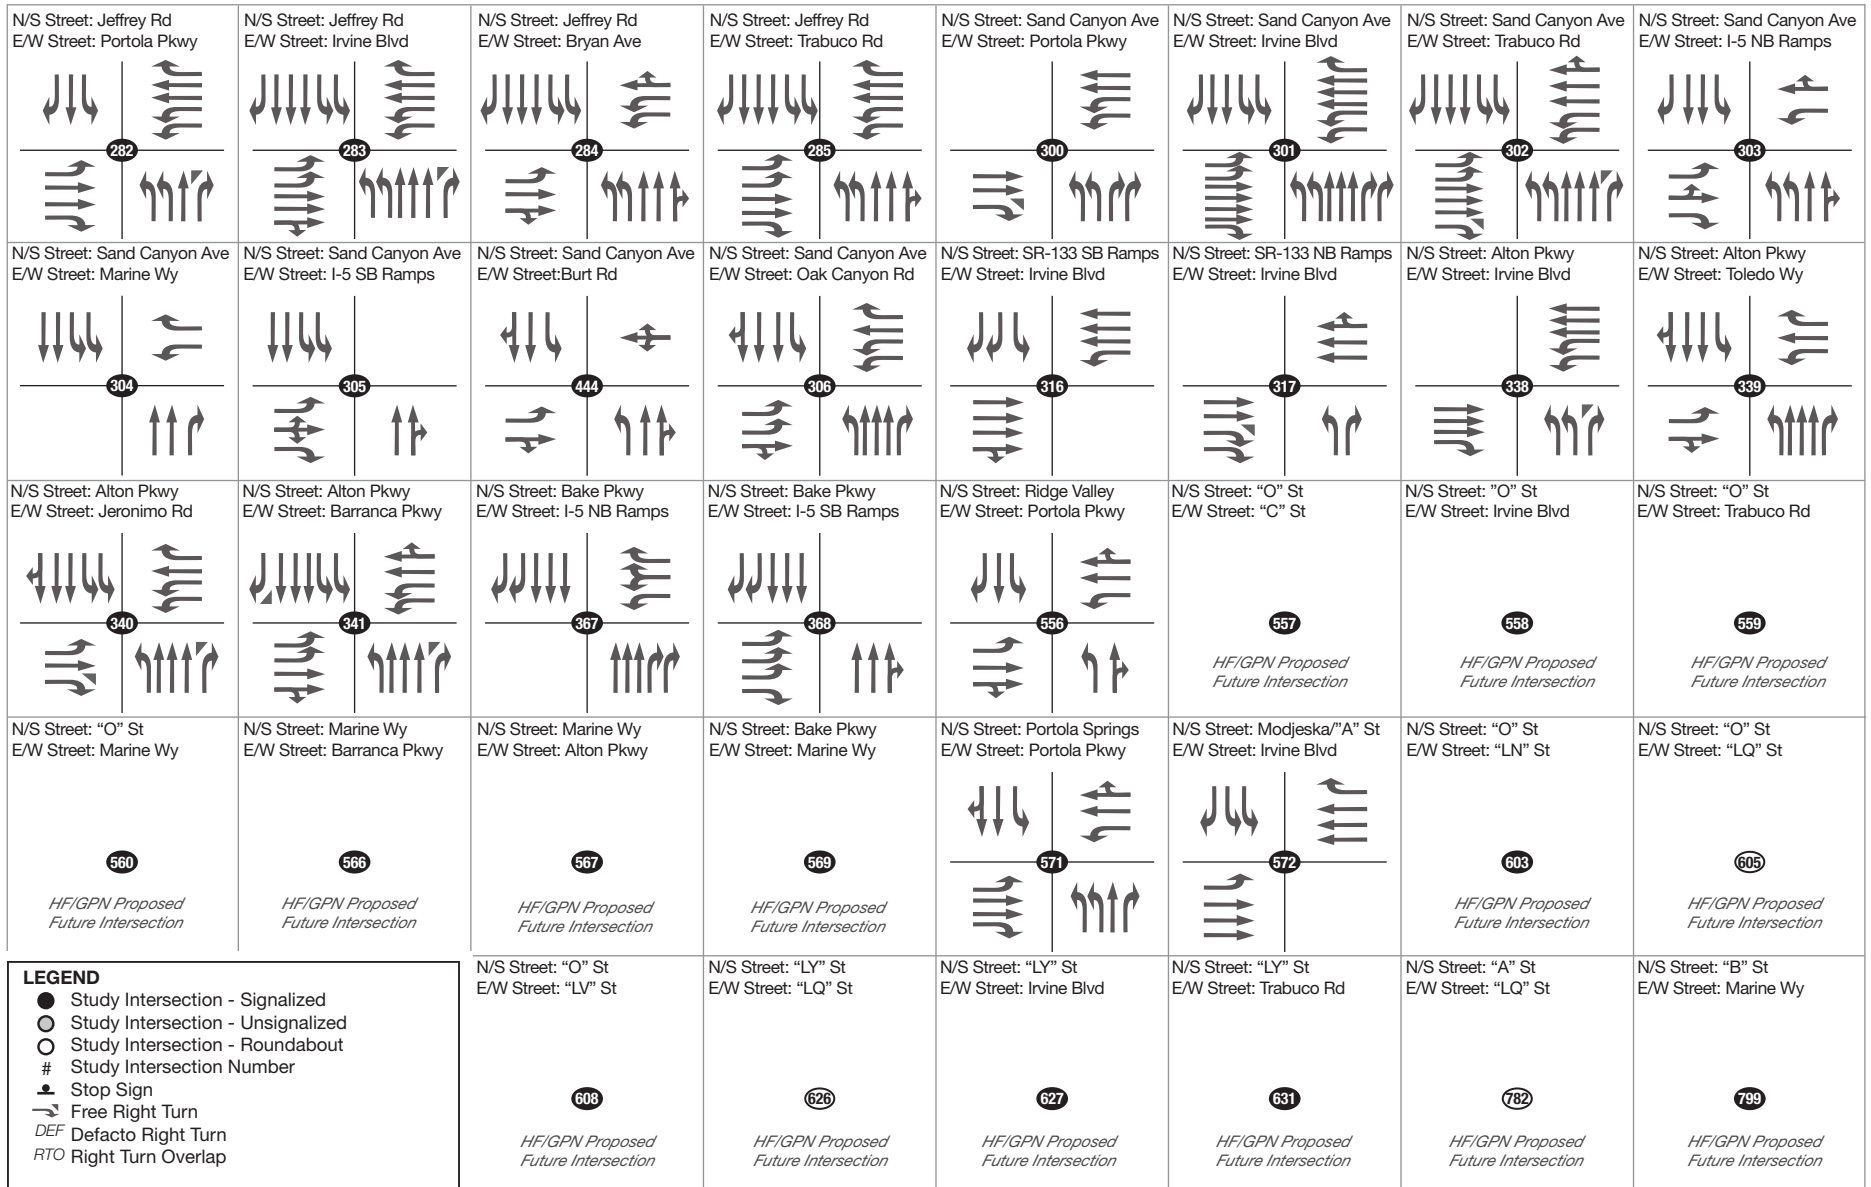 N/S Street: Jeffrey Rd
E/W Street: Portola Pkwy
282
N/S Street: Jeffrey Rd
E/W Street: Irvine Blvd
283
N/S Street: Jeffrey Rd
E/W Street: Bryan Ave
284
N/S Street: Jeffrey Rd
E/W Street: Trabuco Rd
285
N/S Street: Sand Canyon Ave
E/W Street: Portola Pkwy
300
N/S Street: Sand Canyon Ave
E/W Street: Irvine Blvd
301
N/S Street: Sand Canyon Ave
E/W Street: Trabuco Rd
302
N/S Street: Sand Canyon Ave
E/W Street: I-5 NB Ramps
303
N/S Street: Sand Canyon Ave
E/W Street: Marine Wy
304
N/S Street: Sand Canyon Ave
E/W Street: I-5 SB Ramps
305
N/S Street: Sand Canyon Ave
E/W Street:Burt Rd
444
N/S Street: Sand Canyon Ave
E/W Street: Oak Canyon Rd
306
N/S Street: SR-133 SB Ramps
E/W Street: Irvine Blvd
316
N/S Street: SR-133 NB Ramps
E/W Street: Irvine Blvd
317
N/S Street: Alton Pkwy
E/W Street: Irvine Blvd
338
N/S Street: Alton Pkwy
E/W Street: Toledo Wy
339
N/S Street: Alton Pkwy
E/W Street: Jeronimo Rd
340
N/S Street: Alton Pkwy
E/W Street: Barranca Pkwy
341
N/S Street: Bake Pkwy
E/W Street: I-5 NB Ramps
367
N/S Street: Bake Pkwy
E/W Street: I-5 SB Ramps
368
N/S Street: Ridge Valley
E/W Street: Portola Pkwy
556
N/S Street: “O” St
E/W Street: “C” St
557
HF/GPN Proposed
Future Intersection
N/S Street: ”O” St
E/W Street: Irvine Blvd
558
HF/GPN Proposed
Future Intersection
N/S Street: “O” St
E/W Street: Trabuco Rd
559
HF/GPN Proposed
Future Intersection
N/S Street: “O” St
E/W Street: Marine Wy
560
HF/GPN Proposed
Future Intersection
N/S Street: Marine Wy
E/W Street: Barranca Pkwy
566
HF/GPN Proposed
Future Intersection
N/S Street: Marine Wy
E/W Street: Alton Pkwy
567
HF/GPN Proposed
Future Intersection
N/S Street: Bake Pkwy
E/W Street: Marine Wy
569
HF/GPN Proposed
Future Intersection
N/S Street: Portola Springs
E/W Street: Portola Pkwy
571
N/S Street: Modjeska/”A” St
E/W Street: Irvine Blvd
572
N/S Street: “O” St
E/W Street: “LN” St
603
HF/GPN Proposed
Future Intersection
N/S Street: “O” St
E/W Street: “LQ” St
605
HF/GPN Proposed
Future Intersection
LEGEND
Study Intersection - Signalized
Study Intersection - Unsignalized
Study Intersection - Roundabout
# Study Intersection Number
Stop Sign
Free Right Turn
DEF Defacto Right Turn
RTO Right Turn Overlap
N/S Street: “O” St
E/W Street: “LV” St
608
HF/GPN Proposed
Future Intersection
N/S Street: “LY” St
E/W Street: “LQ” St
626
HF/GPN Proposed
Future Intersection
N/S Street: “LY” St
E/W Street: Irvine Blvd
627
HF/GPN Proposed
Future Intersection
N/S Street: “LY” St
E/W Street: Trabuco Rd
631
HF/GPN Proposed
Future Intersection
N/S Street: “A” St
E/W Street: “LQ” St
782
HF/GPN Proposed
Future Intersection
N/S Street: “B” St
E/W Street: Marine Wy
799
HF/GPN Proposed
Future Intersection